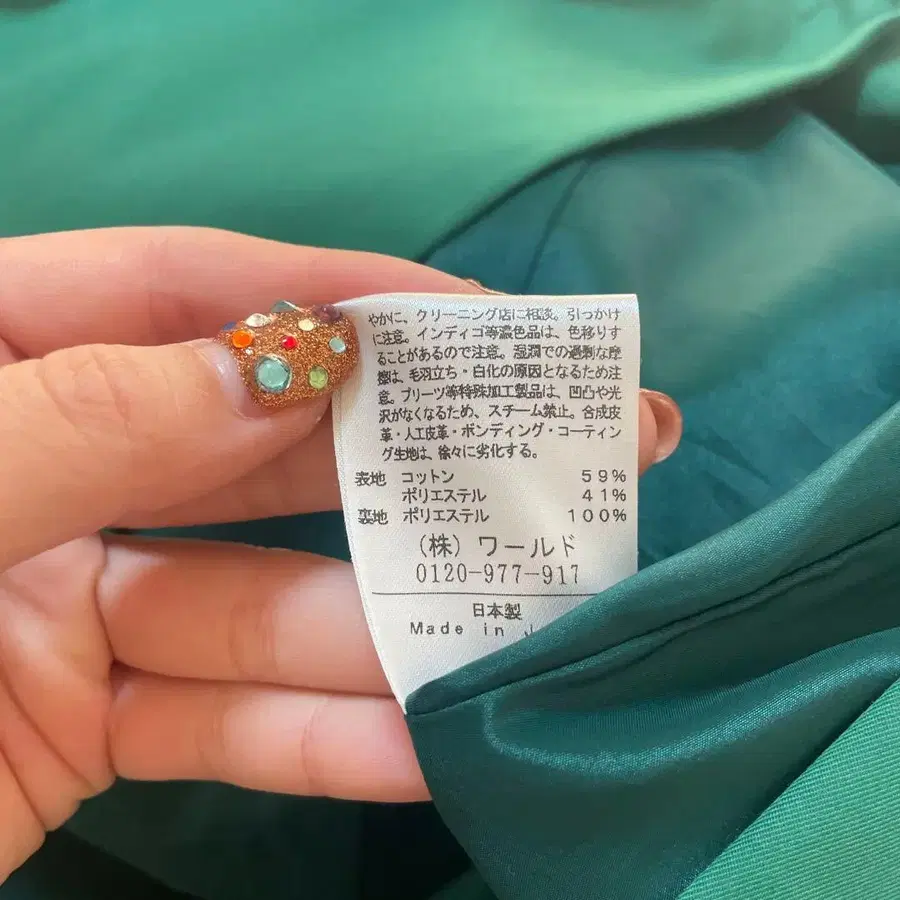 やかに、クリーニング店に相談。引っかけ
に注意。インディゴ等濃色品は、色移りす
ることがあるので注意。湿潤での過剰な摩
擦は、毛羽立ち・白化の原因となるため注
意。プリーツ等特殊加工製品は、凹凸や光
沢がなくなるため、スチーム禁止。合成皮
革・人工皮革・ボンディング・コーティン
グ生地は、徐々に劣化する。
表地 コットン 59%
ポリエステル 41%
裏地 ポリエステル 100%
(株) ワールド
0120-977-917
日本製
Made in